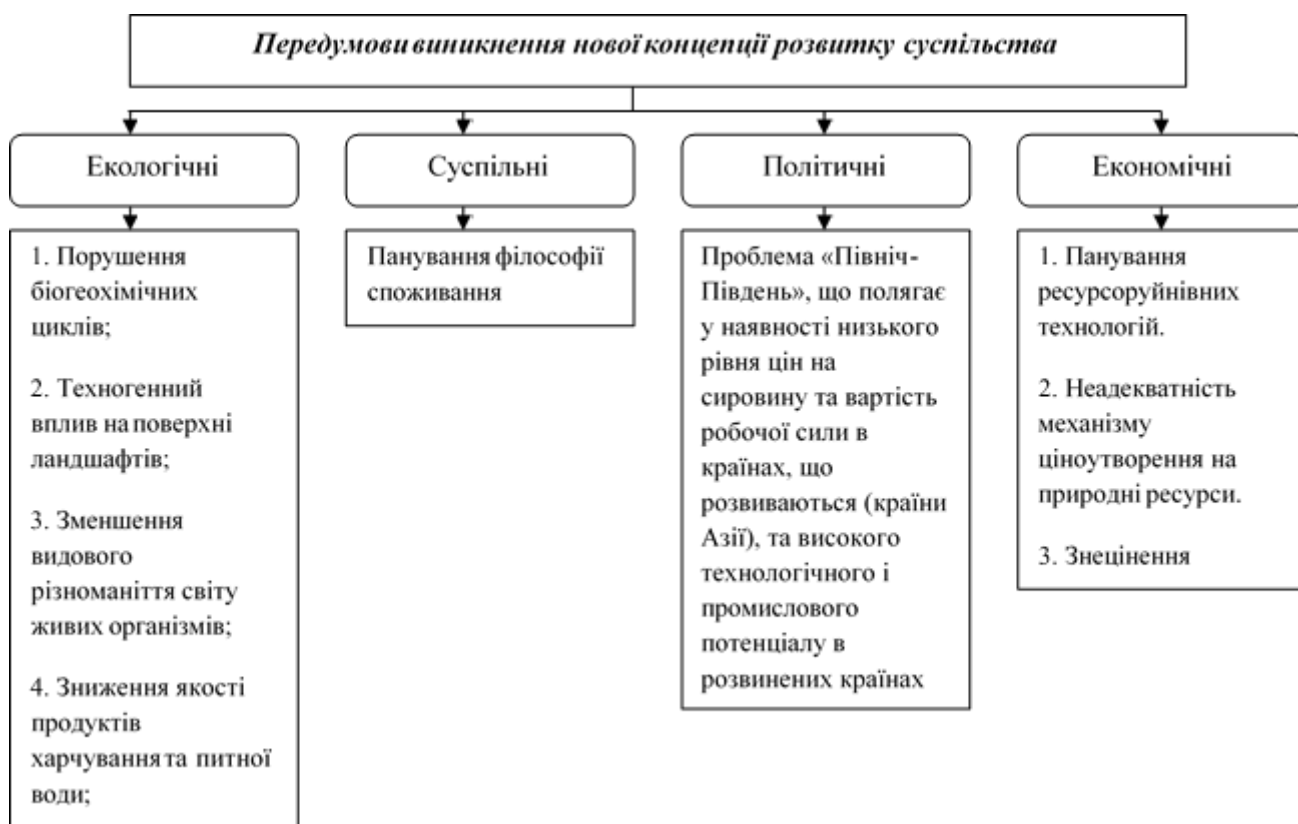 Передумови виникнення нової концепції розвитку суспільства
Екологічні
Суспільні
Політичні
Економічні
1. Порушення
біогеохімічних
циклів;
2. Техногенний
вплив на поверхні
ландшафтів;
3. Зменшення
видового
різноманіття світу
живих організмів;
4. Зниження якості
продуктів
харчування та питної
води;
Панування філософії
споживання
Проблема «Північ-
Південь», що полягає
у наявності низького
рівня цін на
сировину та вартість
робочої сили в
країнах, що
розвиваються (країни
Азії), та високого
технологічного і
промислового
потенціалу в
розвинених країнах
1. Панування
ресурсоруйнівних
технологій.
2. Неадекватність
механізму
ціноутворення на
природні ресурси.
3. Знецінення